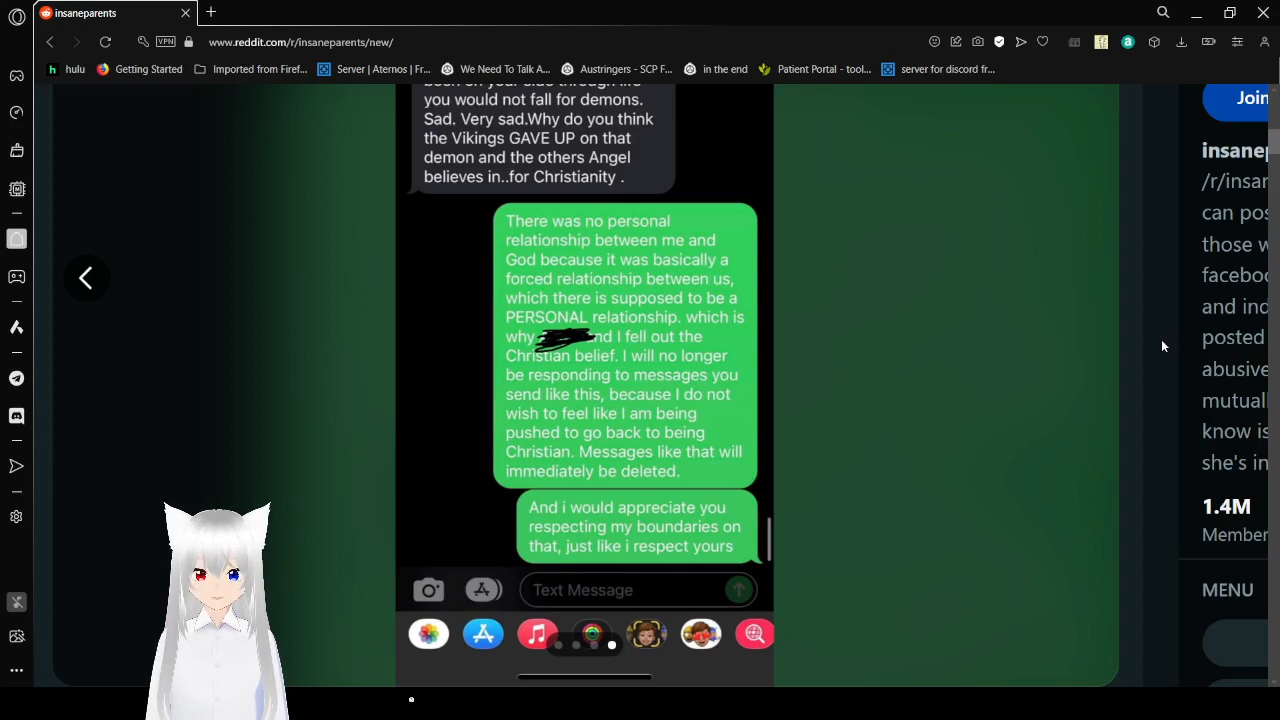 insaneparents
www.reddit.com/r/insaneparents/new/
VPN
hulu
Getting Started
Imported from Firef...
Server | Aternos | Fr...
We Need To Talk A...
Austringers - SCP F...
in the end
Patient Portal - tool...
server for discord fr...
you would not fall for demons.
Sad. Very sad.Why do you think
the Vikings GAVE UP on that
demon and the others Angel
believes in..for Christianity .
There was no personal
relationship between me and
God because it was basically a
forced relationship between us,
which there is supposed to be a
PERSONAL relationship. which is
why nd I fell out the
Christian belief. I will no longer
be responding to messages you
send like this, because I do not
wish to feel like I am being
pushed to go back to being
Christian. Messages like that will
immediately be deleted.
And i would appreciate you
respecting my boundaries on
that, just like i respect yours
Text Message
Join
insanep
/r/insan
can pos
those w
faceboo
and ind
posted
abusive
mutual
know is
she's in
1.4M
Member
MENU